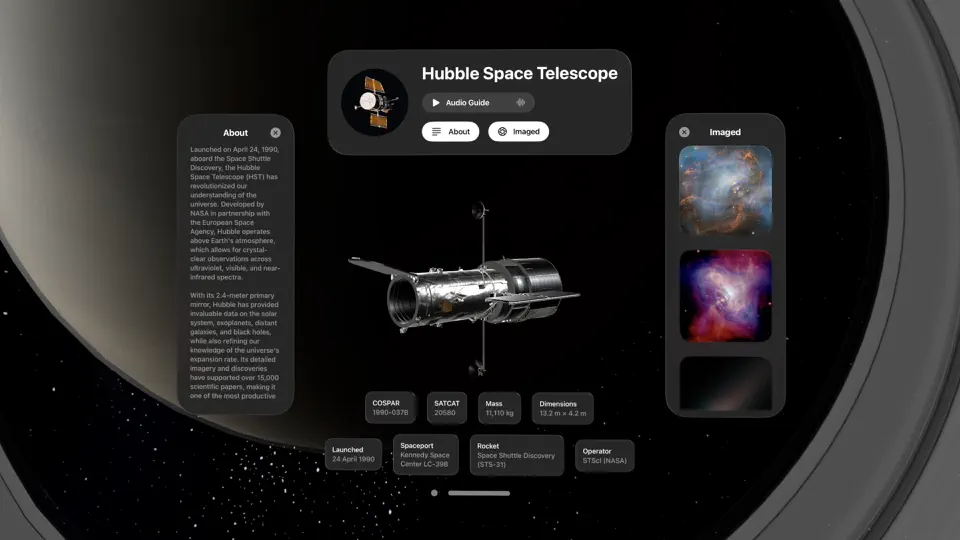 Hubble Space Telescope
Audio Guide
About
Imaged
About
Launched on April 24, 1990,
aboard the Space Shuttle
Discovery, the Hubble
Space Telescope (HST) has
revolutionized our
understanding of the
universe. Developed by
NASA in partnership with
the European Space
Agency, Hubble operates
above Earth's atmosphere,
which allows for crystal-
clear observations across
ultraviolet, visible, and near-
infrared spectra.
With its 2.4-meter primary
mirror, Hubble has provided
invaluable data on the solar
system, exoplanets, distant
galaxies, and black holes,
while also refining our
knowledge of the universe's
expansion rate. Its detailed
imagery and discoveries
have supported over 15,000
scientific papers, making it
one of the most productive
Imaged
COSPAR
1990-037B
SATCAT
20580
Mass
11,110 kg
Dimensions
13.2 m × 4.2 m
Launched
24 April 1990
Spaceport
Kennedy Space
Center LC-39B
Rocket
Space Shuttle Discovery
(STS-31)
Operator
STScI (NASA)